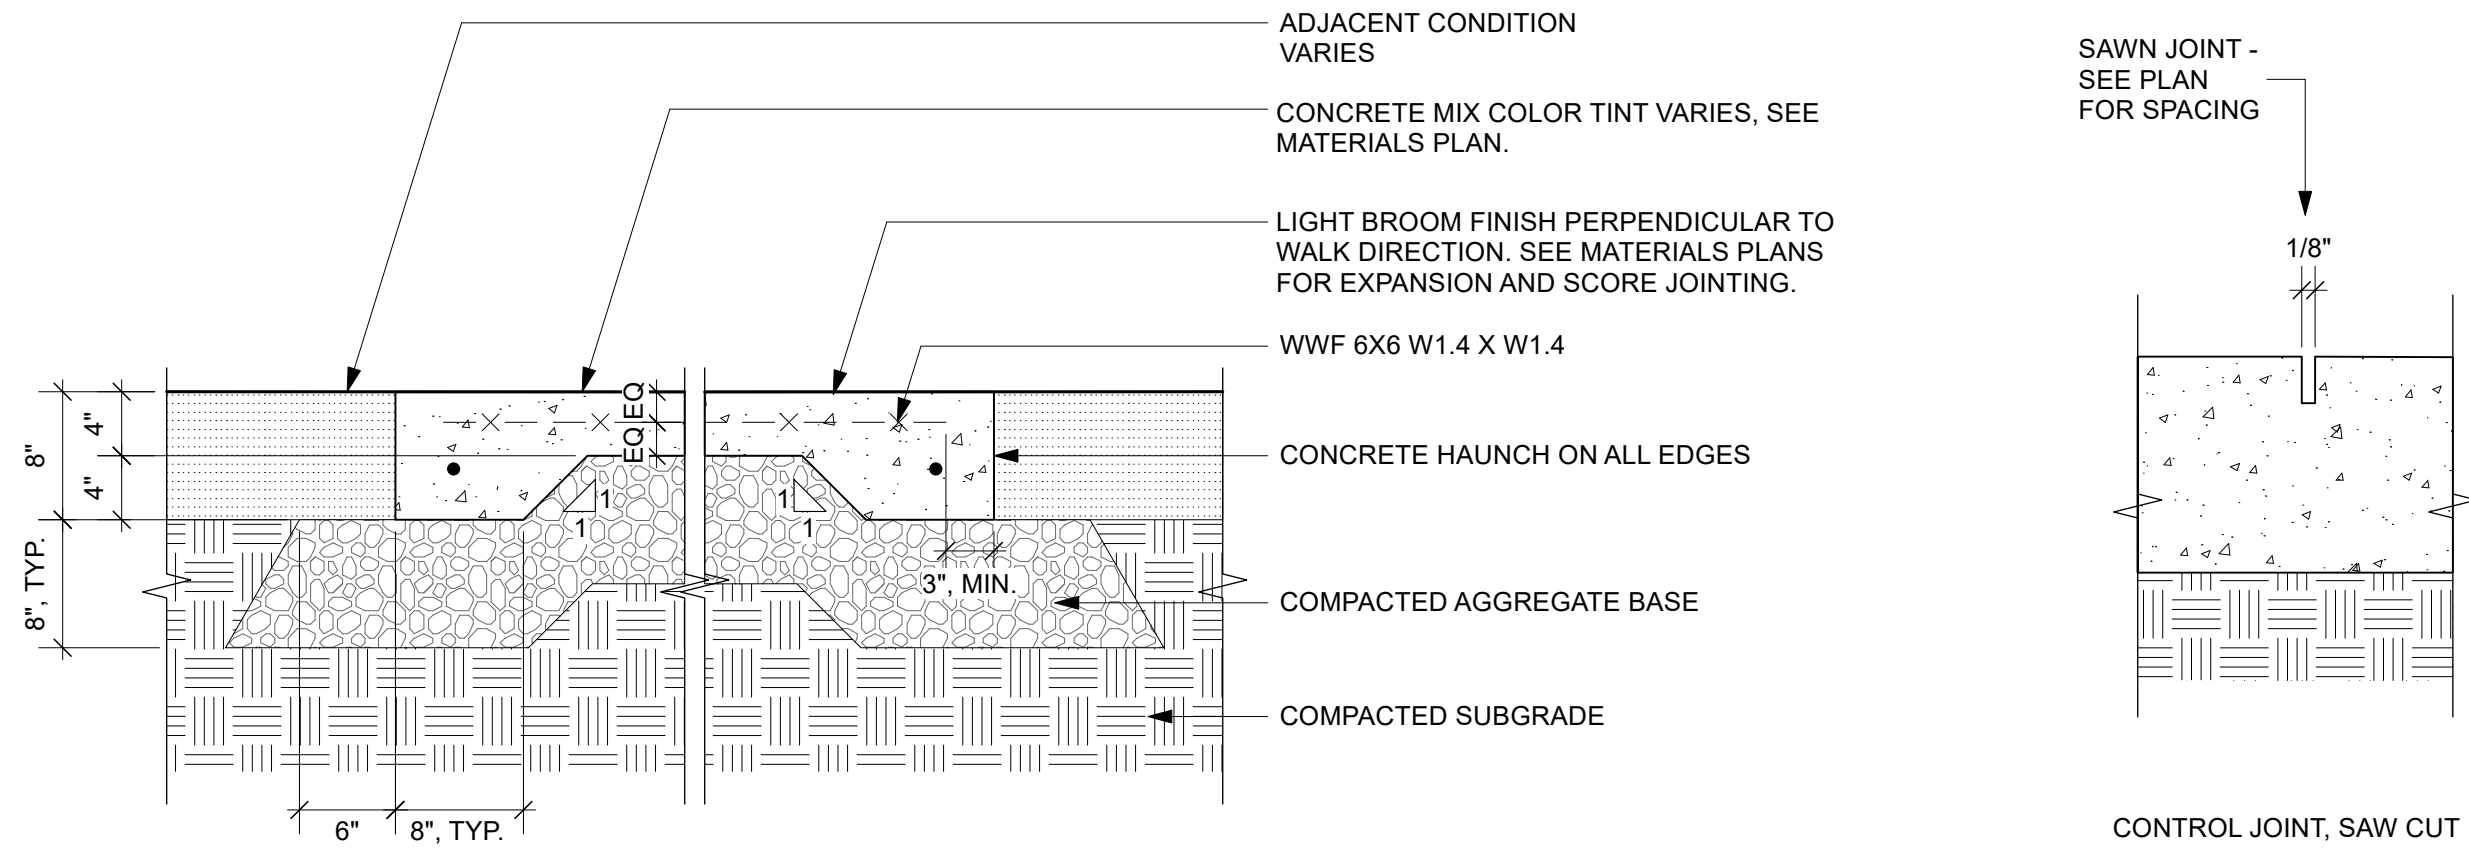 ADJACENT CONDITION
VARIES
CONCRETE MIX COLOR TINT VARIES, SEE
MATERIALS PLAN.
LIGHT BROOM FINISH PERPENDICULAR TO
WALK DIRECTION. SEE MATERIALS PLANS
FOR EXPANSION AND SCORE JOINTING.
WWF 6X6 W1.4 X W1.4
CONCRETE HAUNCH ON ALL EDGES
COMPACTED AGGREGATE BASE
COMPACTED SUBGRADE
8"
4"
4"
8", TYP.
EQ
EQ
1
1
1
1
3", MIN.
6"
8", TYP.
SAWN JOINT -
SEE PLAN
FOR SPACING
1/8"
CONTROL JOINT, SAW CUT